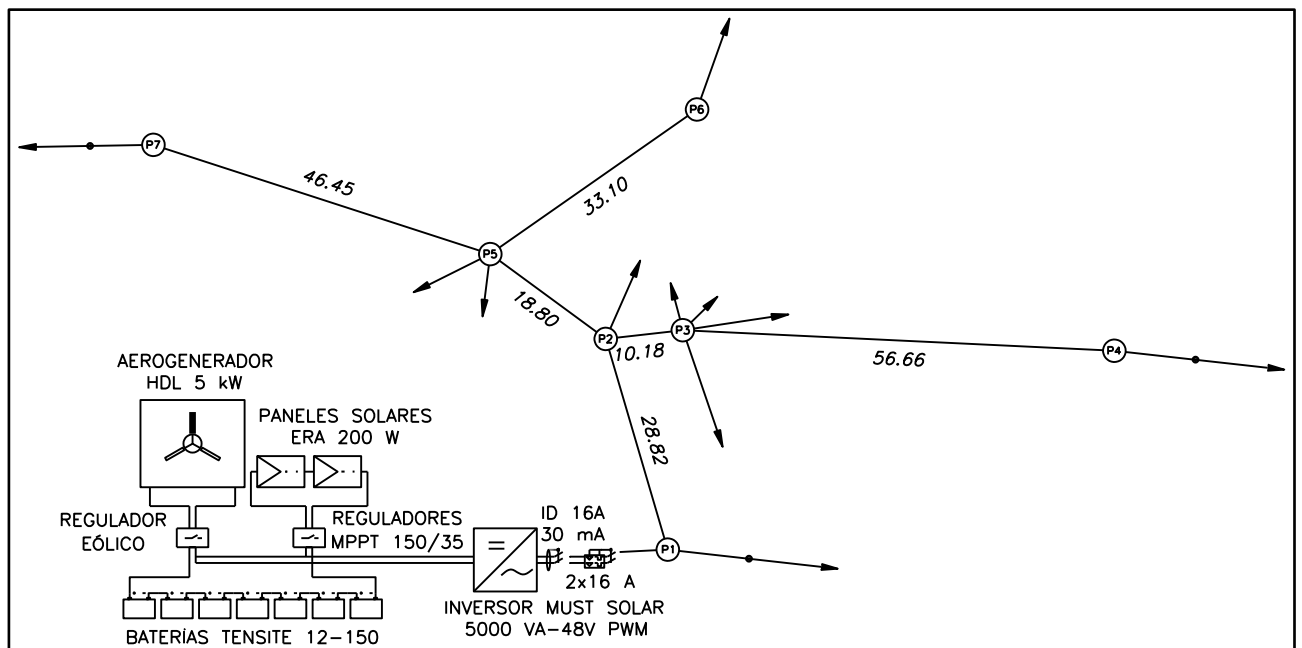 P6
P7
46.45
33.10
P5
18.80
P2
P3
10.18
56.66
P4
AEROGENERADOR
HDL 5 kW
PANELES SOLARES
ERA 200 W
28.82
REGULADOR
EÓLICO
REGULADORES
MPPT 150/35
ID 16A
30 mA
P1
2x16 A
INVERSOR MUST SOLAR
5000 VA-48V PWM
BATERÍAS TENSITE 12-150